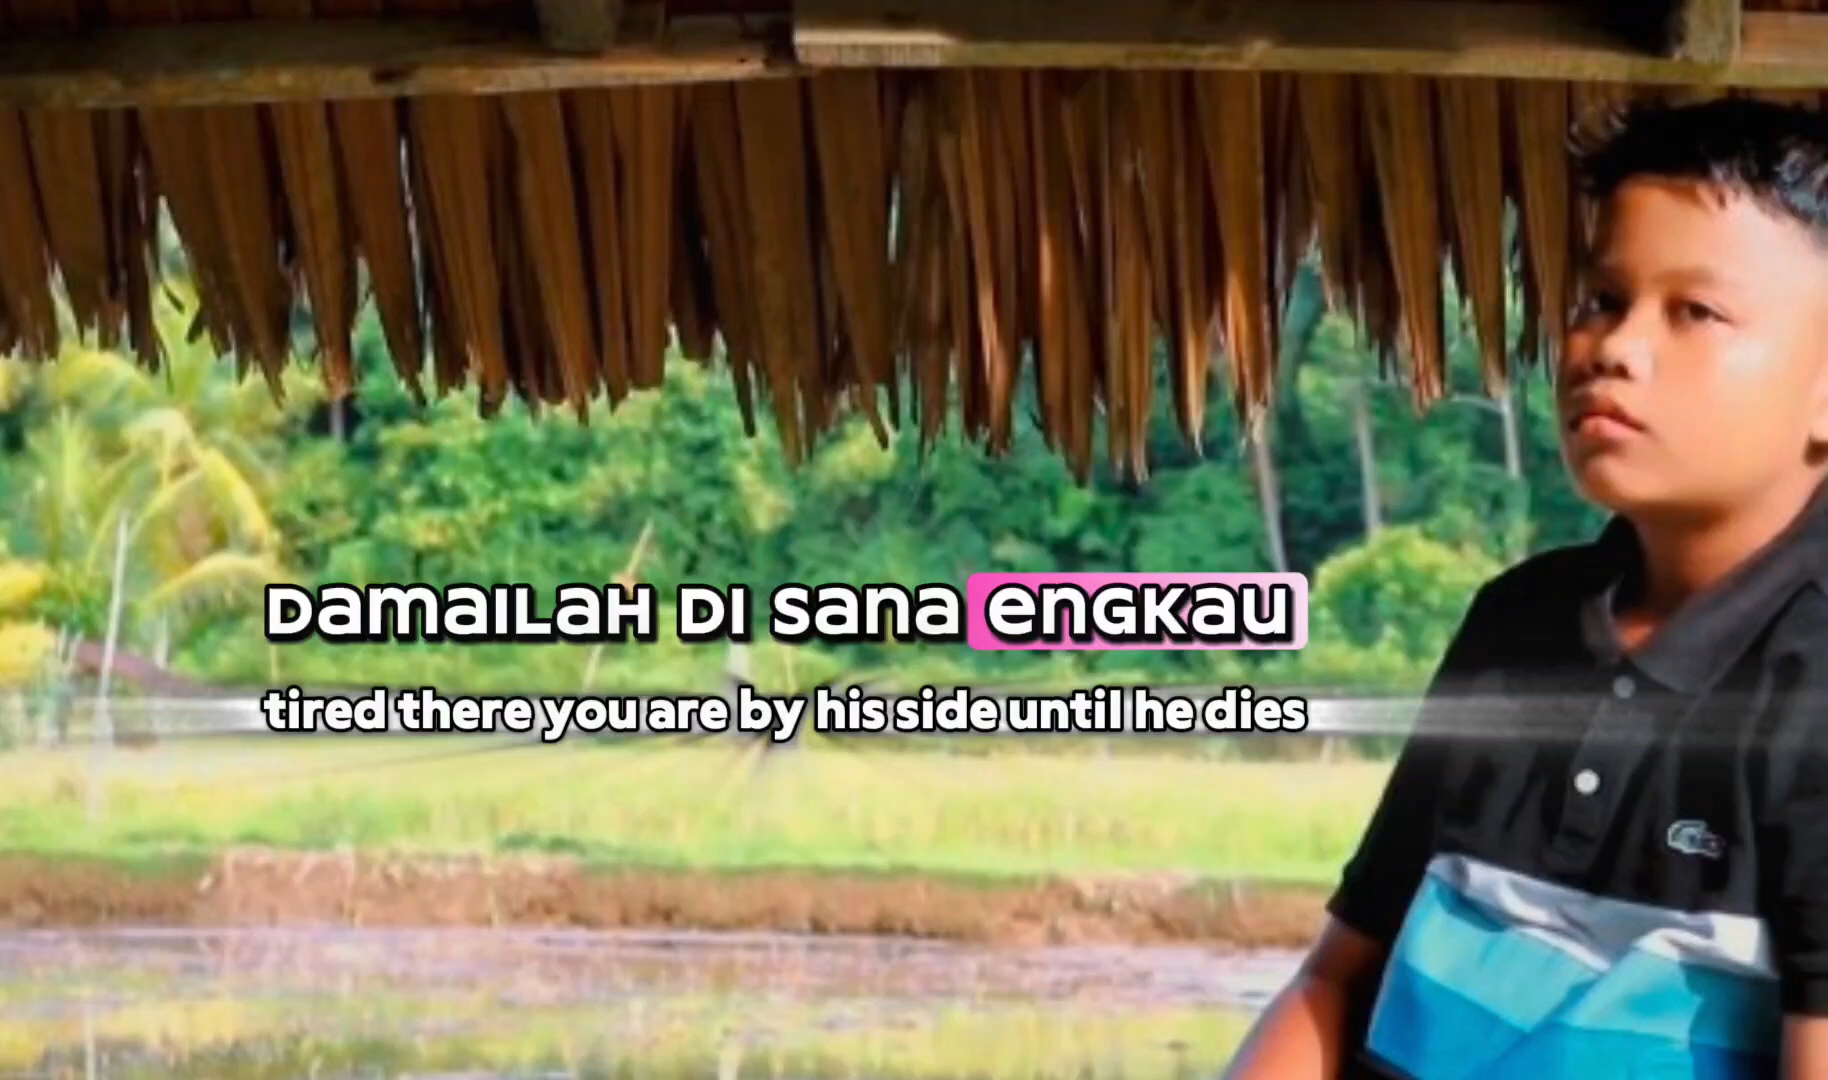 DamaILaH DI sana enGKau
tired there you are by his side until he dies